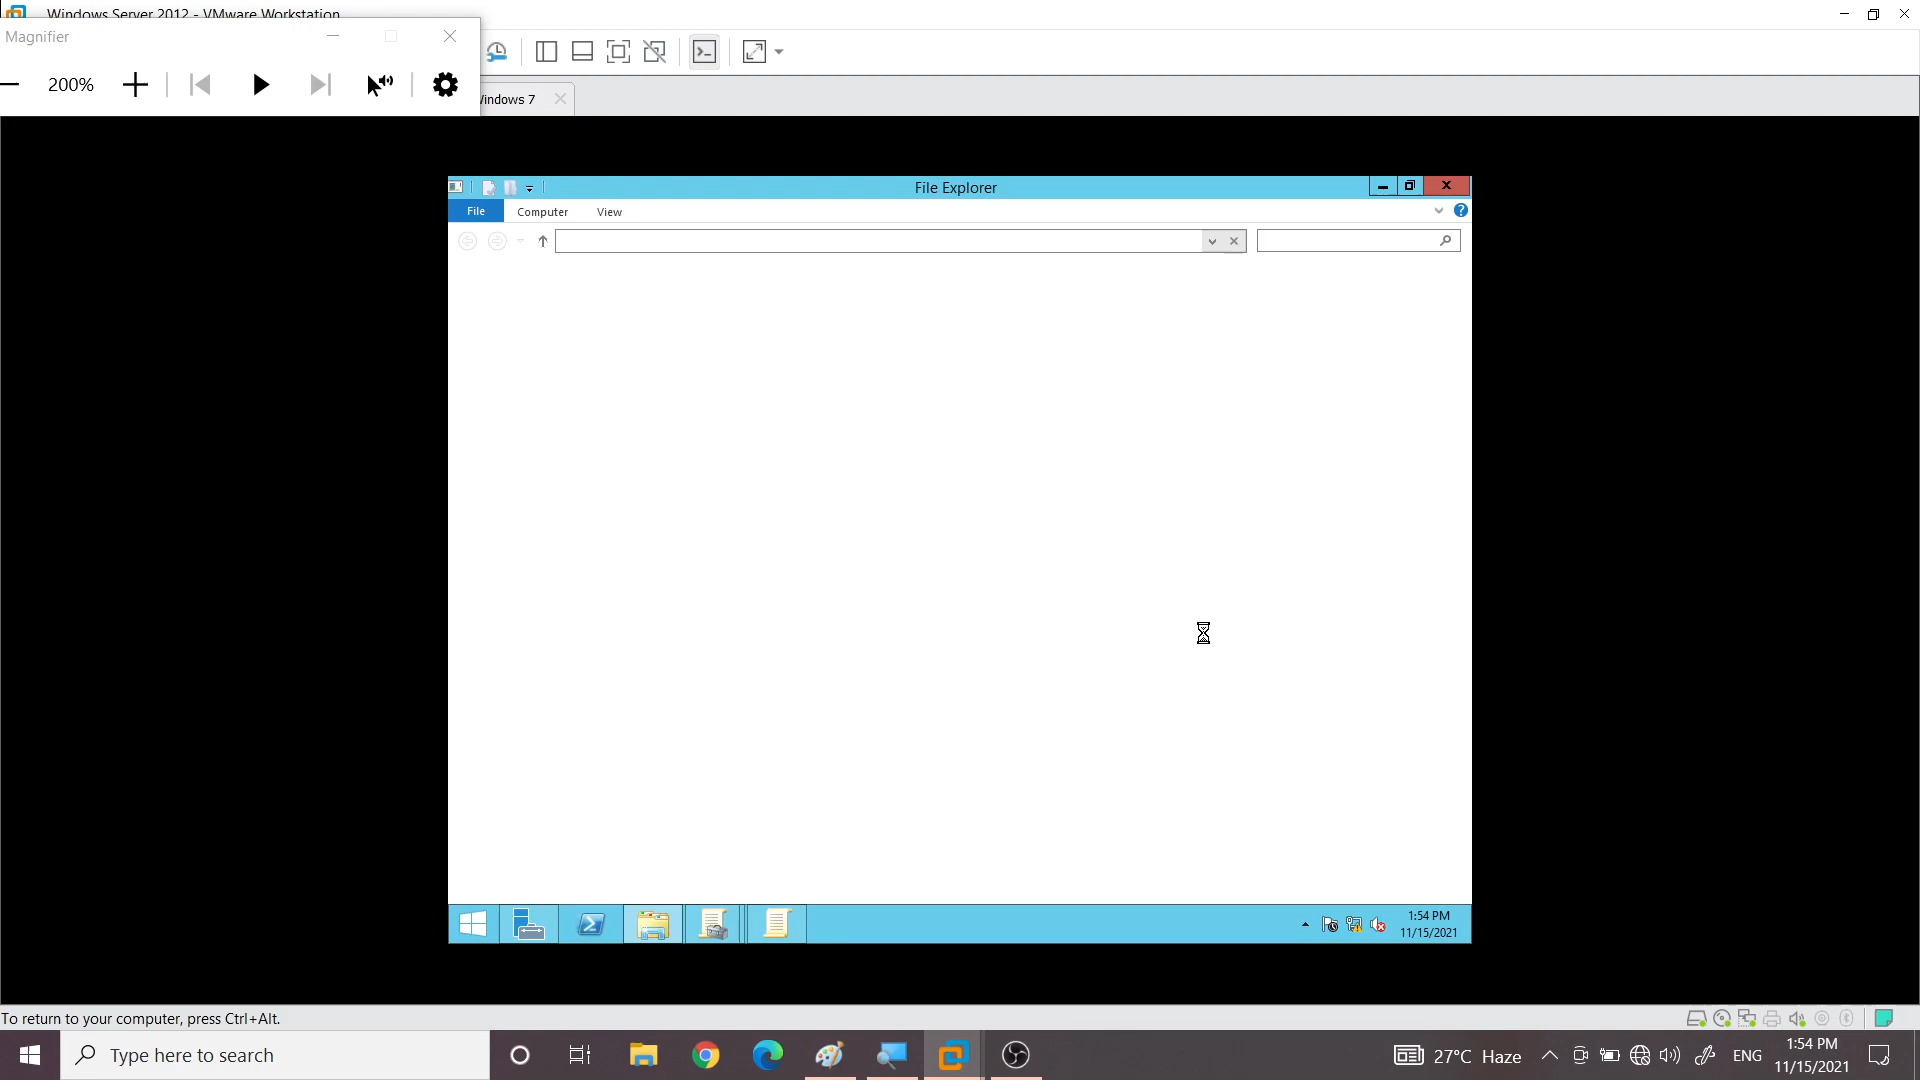 Windows Server 2012 - VMware Workstation
Magnifier
200%
Windows 7
File Explorer
File
Computer
View
1:54 PM
11/15/2021
To return to your computer, press Ctrl+Alt.
Type here to search
27°C Haze
ENG
1:54 PM
11/15/2021